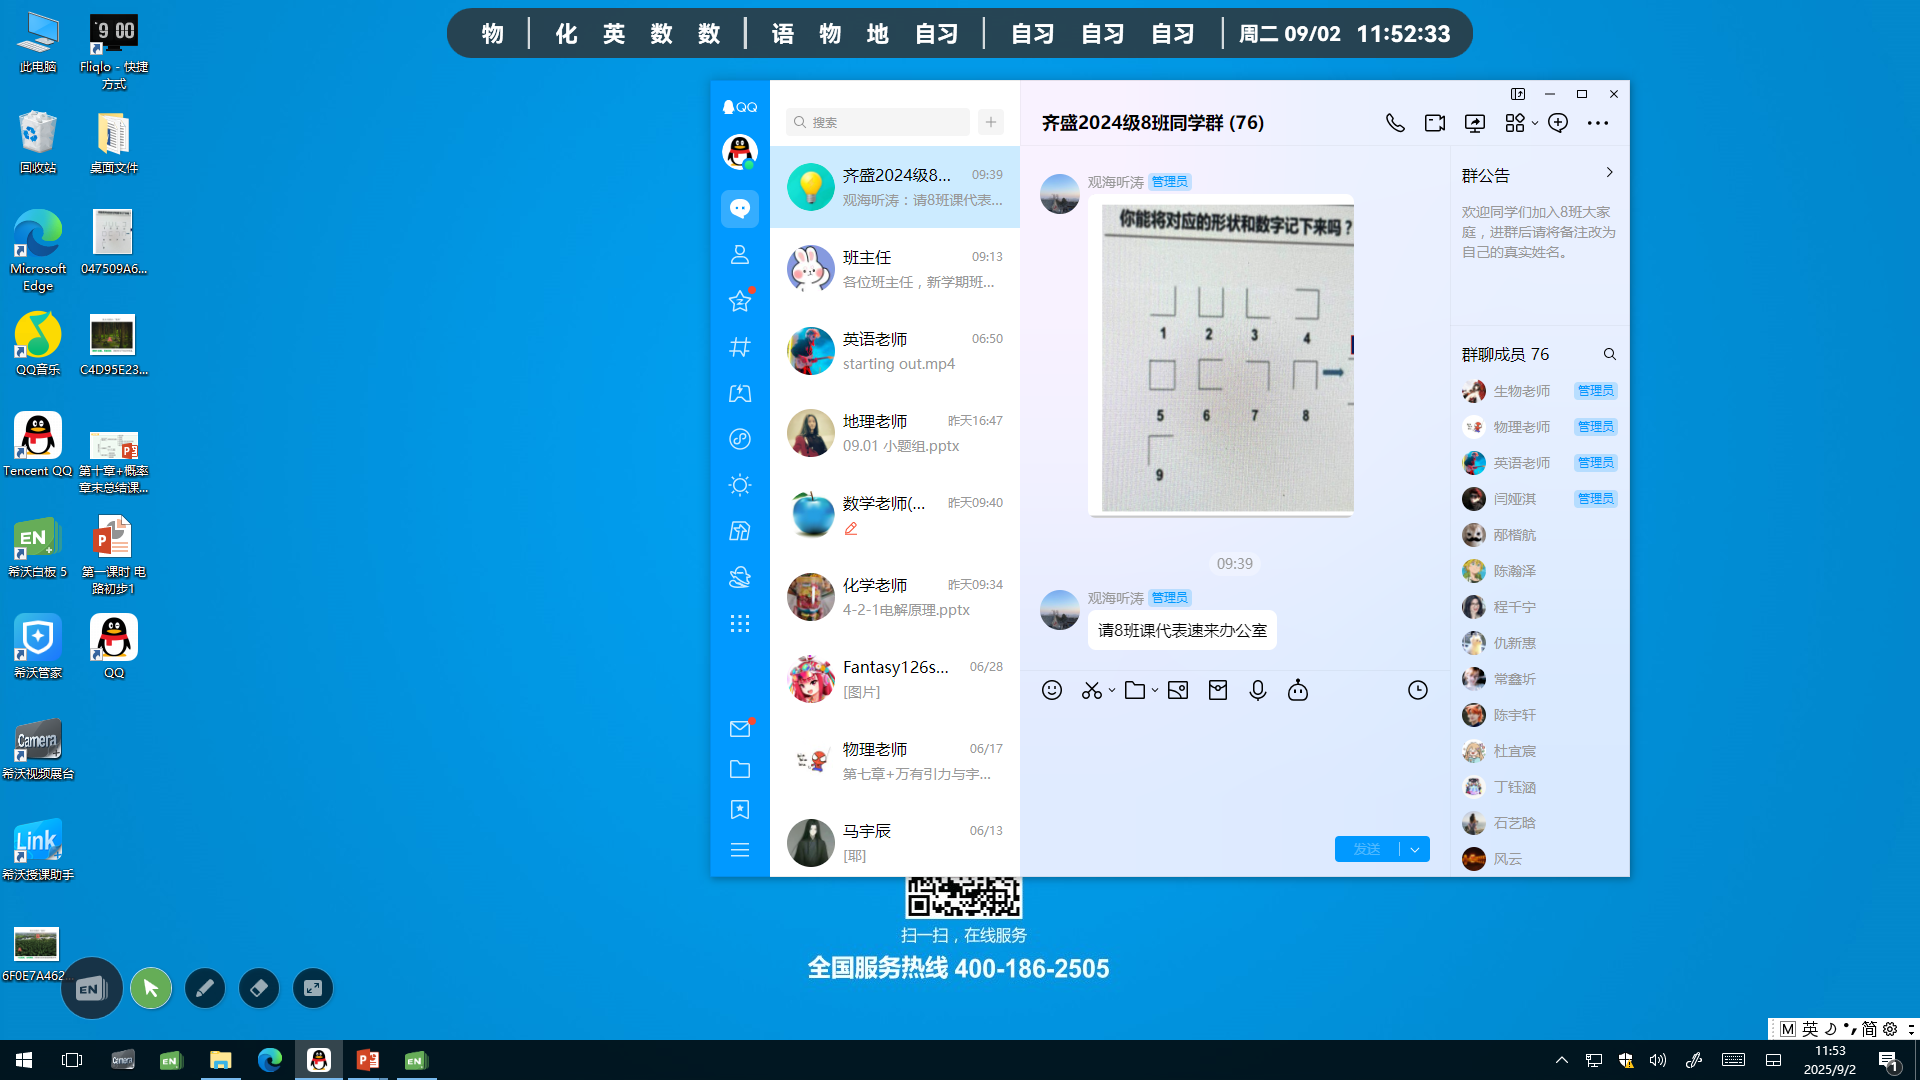 物 | 化 英 数 数 | 语 物 地 自习 | 自习 自习 自习 | 周二 09/02 11:52:33
此电脑
Fliqlo - 快捷方式
回收站
桌面文件
Microsoft Edge
047509A6...
QQ音乐
C4D95E23...
Tencent QQ
第十章+概率章末总结课...
希沃白板 5
第一课时 电路初步1
希沃管家
QQ
Camera
希沃视频展台
Link
希沃授课助手
6F0E7A462...
EN
QQ
搜索
齐盛2024级8... 09:39
观海听涛：请8班课代表...
班主任 09:13
各位班主任，新学期班...
英语老师 06:50
starting out.mp4
地理老师 昨天16:47
09.01 小题组.pptx
数学老师(... 昨天09:40
化学老师 昨天09:34
4-2-1电解原理.pptx
Fantasy126s... 06/28
[图片]
物理老师 06/17
第七章+万有引力与宇...
马宇辰 06/13
[耶]
齐盛2024级8班同学群 (76)
观海听涛 管理员
你能将对应的形状和数字记下来吗？
1 2 3 4
5 6 7 8
9
09:39
观海听涛 管理员
请8班课代表速来办公室
发送
群公告
欢迎同学们加入8班大家
庭，进群后请将备注改为
自己的真实姓名。
群聊成员 76
生物老师 管理员
物理老师 管理员
英语老师 管理员
闫娅淇 管理员
邴楷航
陈瀚泽
程千宁
仇新惠
常鑫圻
陈宇轩
杜宜宸
丁钰涵
石艺晗
风云
扫一扫，在线服务
全国服务热线 400-186-2505
M 英 简
11:53
2025/9/2
1